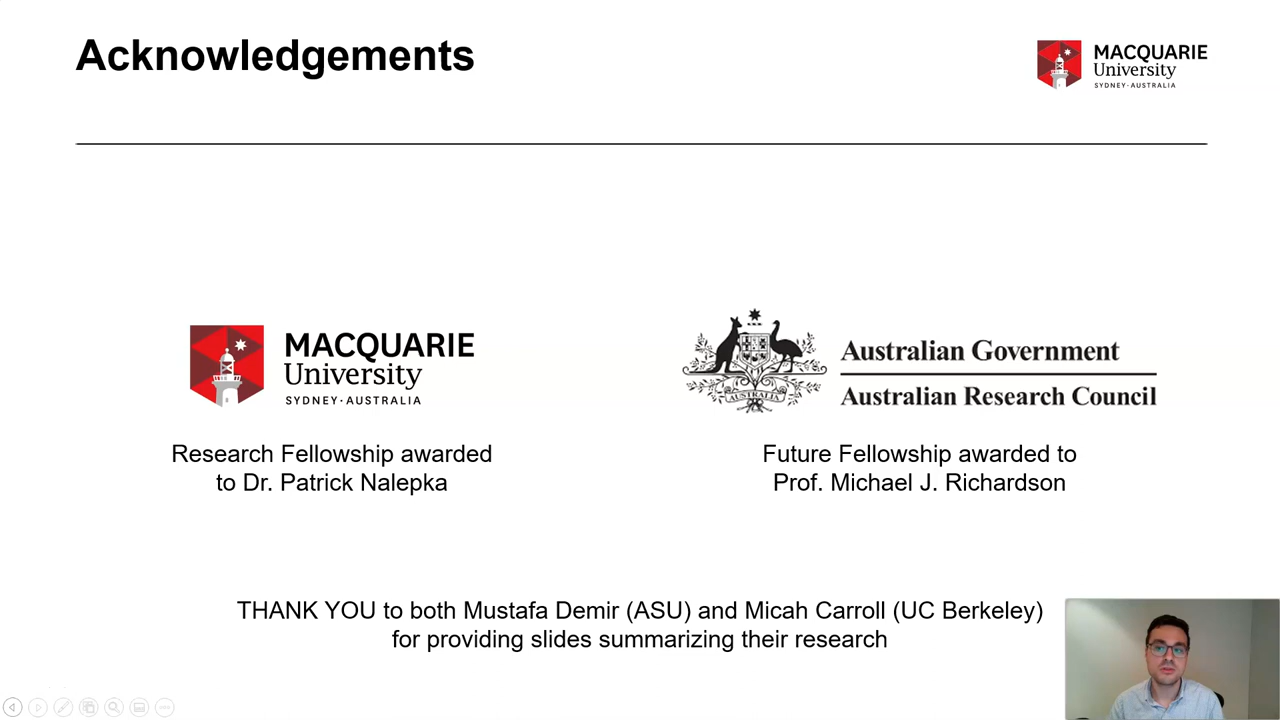 Acknowledgements
MACQUARIE
University
SYDNEY·AUSTRALIA
MACQUARIE
University
SYDNEY·AUSTRALIA
Research Fellowship awarded
to Dr. Patrick Nalepka
AUSTRALIA
Australian Government
Australian Research Council
Future Fellowship awarded to
Prof. Michael J. Richardson
THANK YOU to both Mustafa Demir (ASU) and Micah Carroll (UC Berkeley)
for providing slides summarizing their research